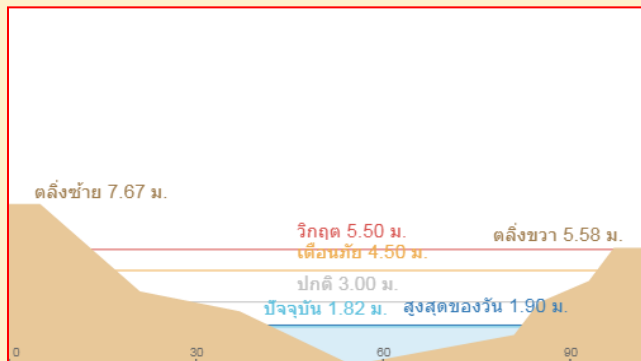 ตลิ่งซ้าย 7.67 ม.
วิกฤต 5.50 ม.
ตลิ่งขวา 5.58 ม.
เตือนภัย 4.50 ม.
ปกติ 3.00 ม.
ปัจจุบัน 1.82 ม. สูงสุดของวัน 1.90 ม.
0 30 60 90